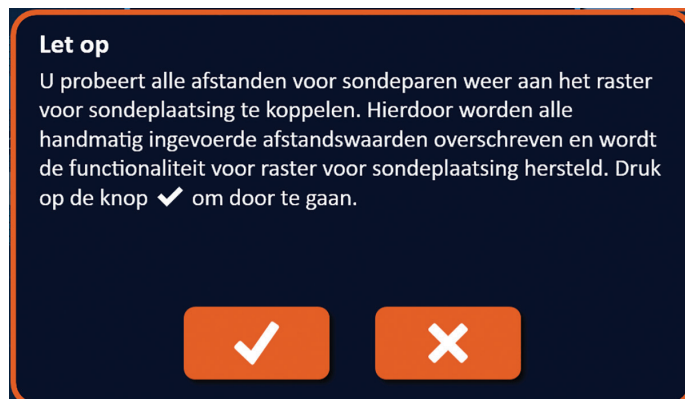 Let op
U probeert alle afstanden voor sondeparen weer aan het raster
voor sondeplaatsing te koppelen. Hierdoor worden alle
handmatig ingevoerde afstandswaarden overschreven en wordt
de functionaliteit voor raster voor sondeplaatsing hersteld. Druk
op de knop ✔ om door te gaan.